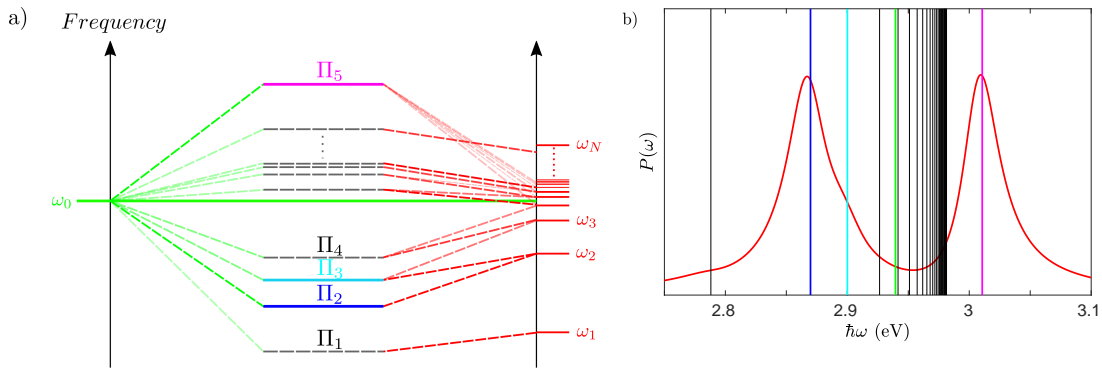 a)
Frequency
Π₅
ω_N
ω₀
ω₃
Π₄
ω₂
Π₃
Π₂
Π₁
ω₁
b)
P(ω)
2.8 2.9 3 3.1
ħω (eV)